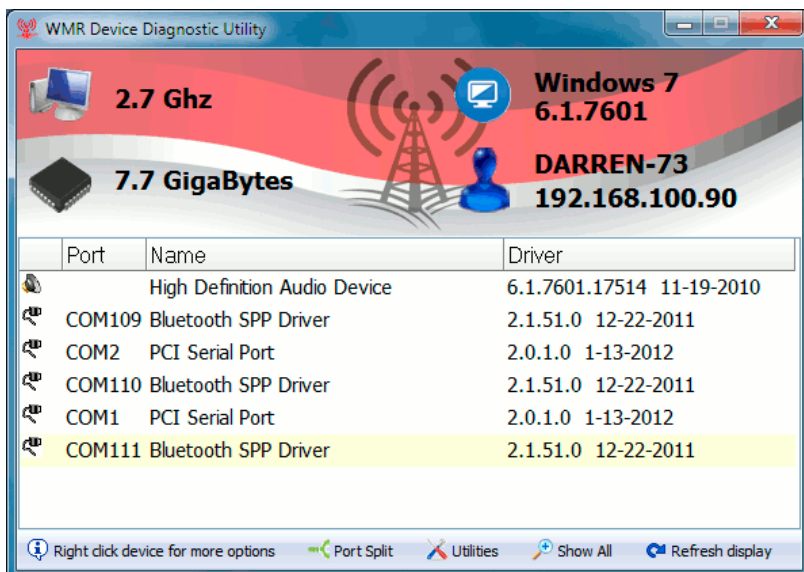 WMR Device Diagnostic Utility
2.7 Ghz
Windows 7
6.1.7601
7.7 GigaBytes
DARREN-73
192.168.100.90
Port Name Driver
High Definition Audio Device 6.1.7601.17514 11-19-2010
COM109 Bluetooth SPP Driver 2.1.51.0 12-22-2011
COM2 PCI Serial Port 2.0.1.0 1-13-2012
COM110 Bluetooth SPP Driver 2.1.51.0 12-22-2011
COM1 PCI Serial Port 2.0.1.0 1-13-2012
COM111 Bluetooth SPP Driver 2.1.51.0 12-22-2011
Right click device for more options Port Split Utilities Show All Refresh display